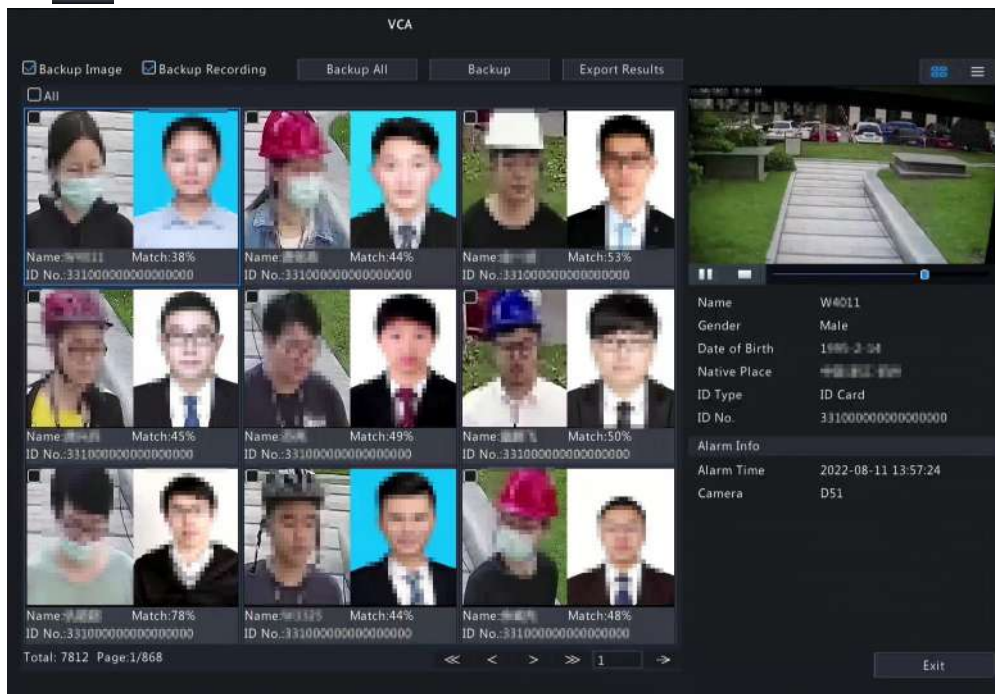 VCA
Backup Image Backup Recording Backup All Backup Export Results
All
Name: Match:38% Name: Match:44% Name: Match:53%
ID No.:331000000000000000 ID No.:331000000000000000 ID No.:331000000000000000
Name: Match:45% Name: Match:49% Name: Match:50%
ID No.:331000000000000000 ID No.:331000000000000000 ID No.:331000000000000000
Name: Match:78% Name: Match:44% Name: Match:48%
ID No.:331000000000000000 ID No.:331000000000000000 ID No.:331000000000000000
Total: 7812 Page:1/868 1
Name W4011
Gender Male
Date of Birth
Native Place
ID Type ID Card
ID No. 331000000000000000
Alarm Info
Alarm Time 2022-08-11 13:57:24
Camera D51
Exit